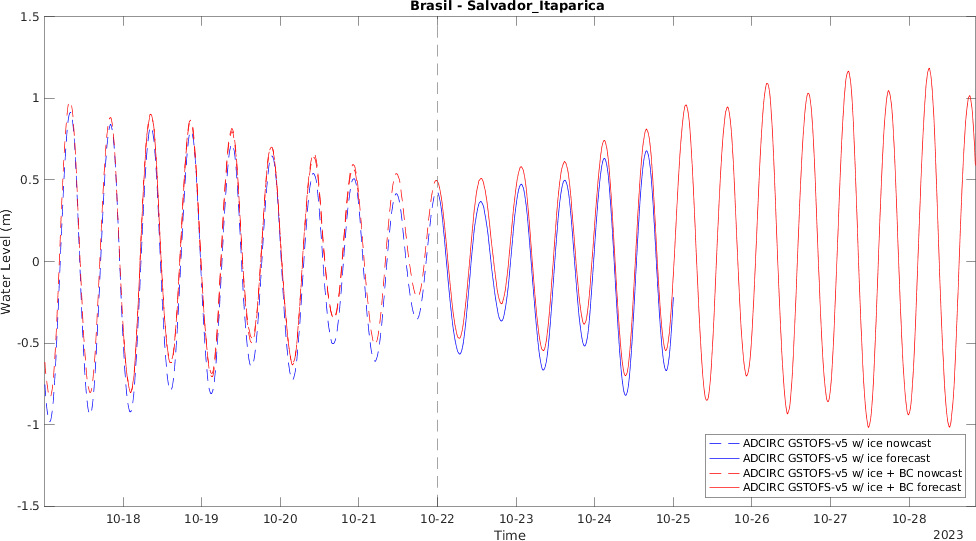 Brasil - Salvador_Itaparica
1.5
1
0.5
0
-0.5
-1
-1.5
Water Level (m)
10-18
10-19
10-20
10-21
10-22
10-23
10-24
10-25
10-26
10-27
10-28
Time
2023
ADCIRC GSTOFS-v5 w/ ice nowcast
ADCIRC GSTOFS-v5 w/ ice forecast
ADCIRC GSTOFS-v5 w/ ice + BC nowcast
ADCIRC GSTOFS-v5 w/ ice + BC forecast